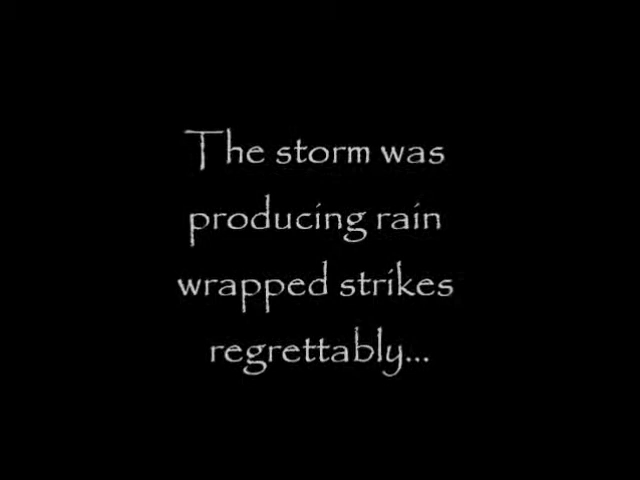 The storm was
producing rain
wrapped strikes
regrettably...